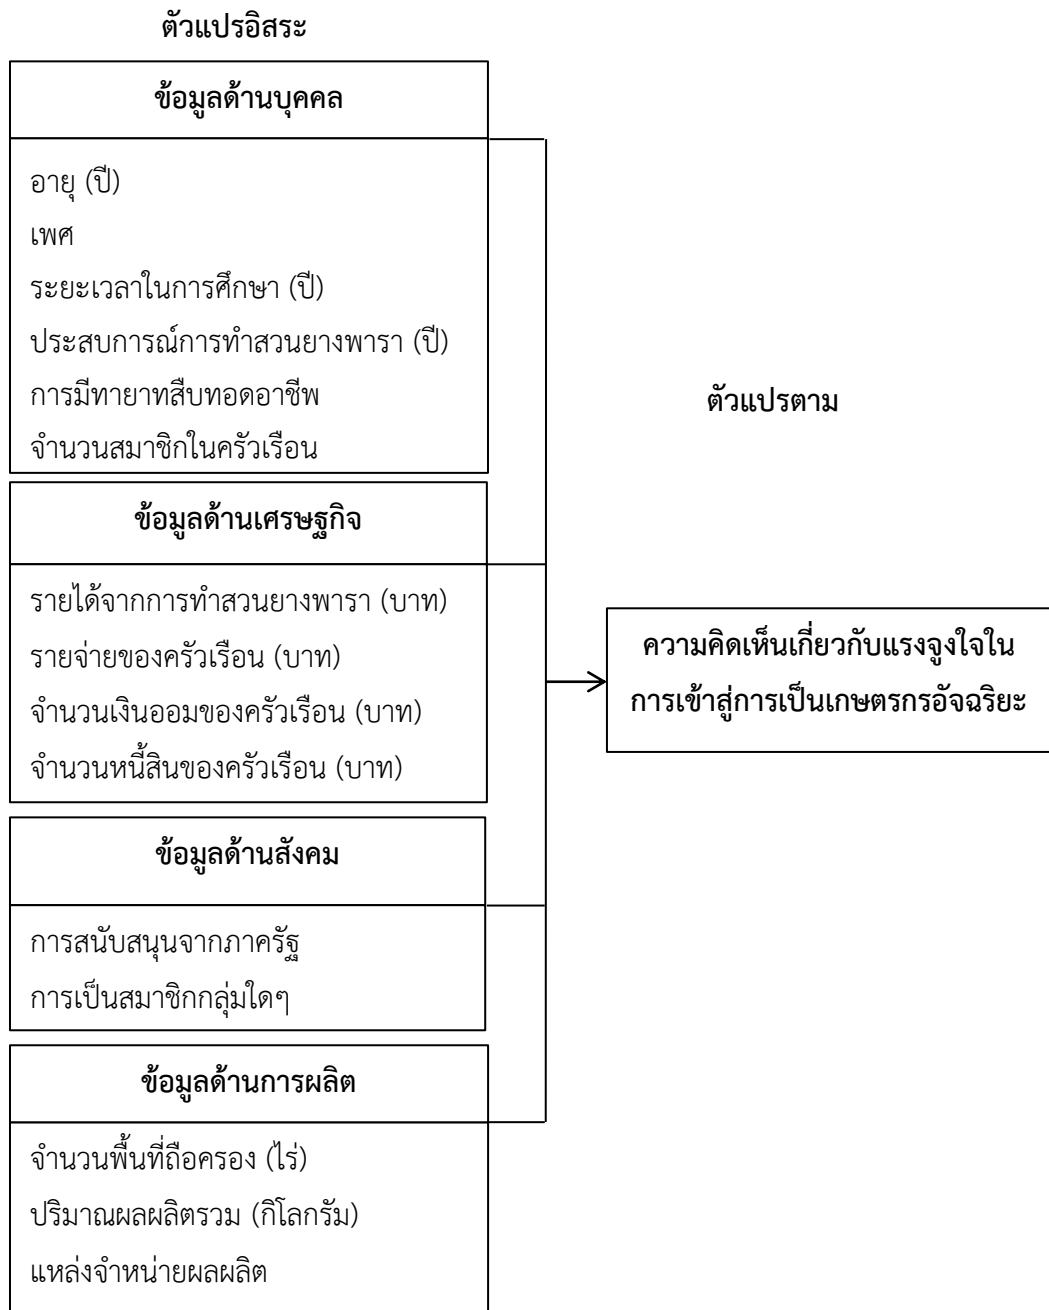 ตัวแปรอิสระ
ข้อมูลด้านบุคคล
อายุ (ปี)
เพศ
ระยะเวลาในการศึกษา (ปี)
ประสบการณ์การทำสวนยางพารา (ปี)
การมีทายาทสืบทอดอาชีพ
จำนวนสมาชิกในครัวเรือน
ข้อมูลด้านเศรษฐกิจ
รายได้จากการทำสวนยางพารา (บาท)
รายจ่ายของครัวเรือน (บาท)
จำนวนเงินออมของครัวเรือน (บาท)
จำนวนหนี้สินของครัวเรือน (บาท)
ข้อมูลด้านสังคม
การสนับสนุนจากภาครัฐ
การเป็นสมาชิกกลุ่มใดๆ
ข้อมูลด้านการผลิต
จำนวนพื้นที่ถือครอง (ไร่)
ปริมาณผลผลิตรวม (กิโลกรัม)
แหล่งจำหน่ายผลผลิต
ตัวแปรตาม
ความคิดเห็นเกี่ยวกับแรงจูงใจใน
การเข้าสู่การเป็นเกษตรกรอัจฉริยะ